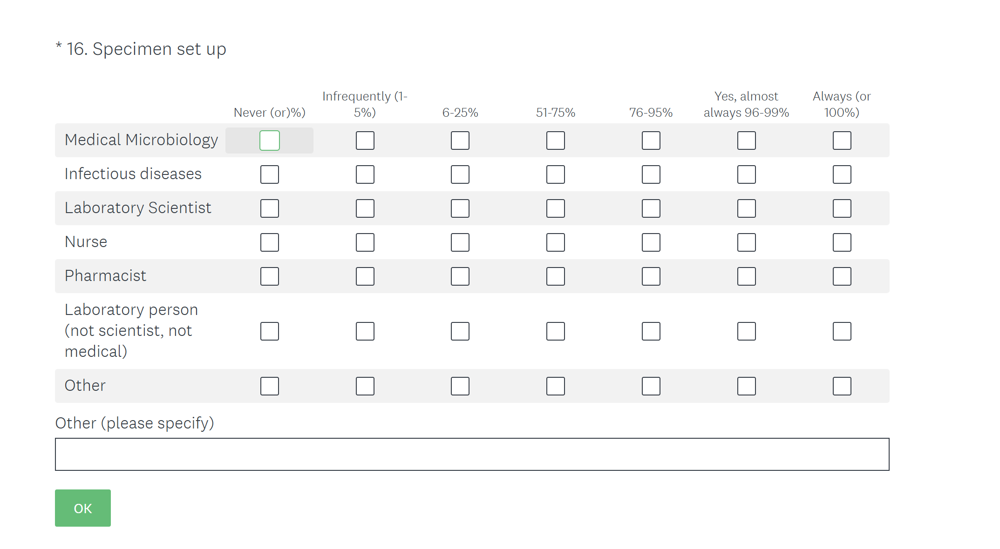 * 16. Specimen set up
Infrequently (1-
Yes, almost
Always (or
Never (or)%)
5%)
6-25%
51-75%
76-95%
always 96-99%
100%)
Medical Microbiology
Infectious diseases
Laboratory Scientist
Nurse
Pharmacist
Laboratory person
(not scientist, not
medical)
Other
Other (please specify)
OK